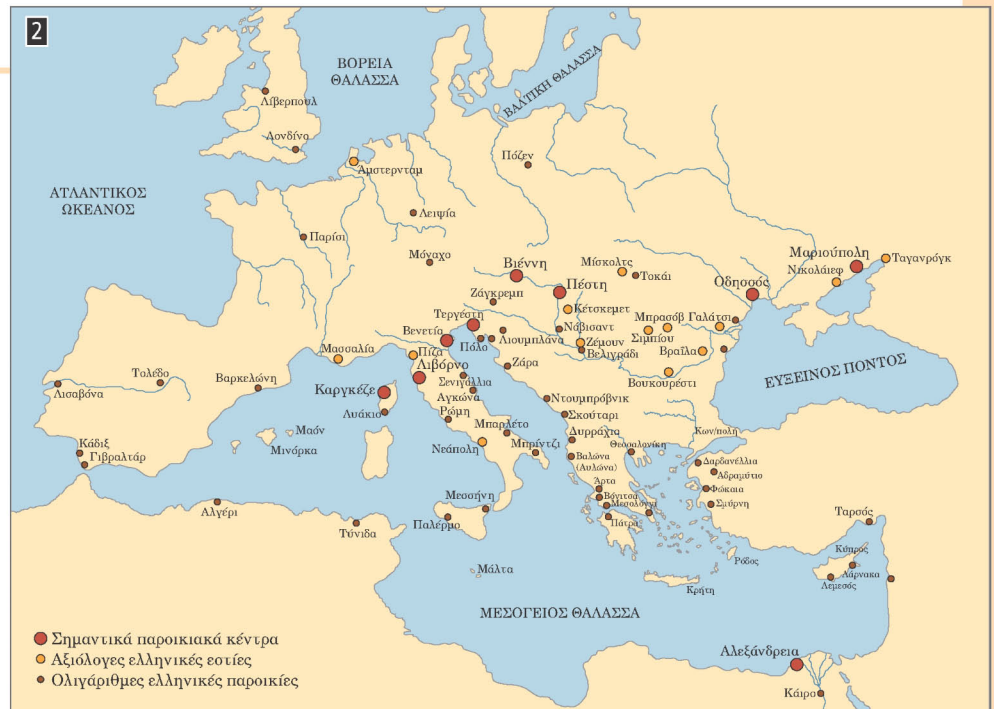 2
ΒΟΡΕΙΑ
ΘΑΛΑΣΣΑ
ΒΑΛΤΙΚΗ ΘΑΛΑΣΣΑ
Λίβερπουλ
Λονδίνο
Άμστερνταμ
Πόζεν
ΑΤΛΑΝΤΙΚΟΣ
ΩΚΕΑΝΟΣ
Λειψία
Παρίσι
Μόναχο
Βιέννη
Μίσκολτς
Τοκάι
Μαριούπολη
Ταγανρόγκ
Νικολάιεφ
Οδησσός
Πέστη
Ζάγκρεμπ
Κέτσκεμετ
Τεργέστη
Μπρασόβ
Γαλάτσι
Νόβισαντ
Σιμπίου
Βενετία
Πόλο
Λιουμπλάνα
Ζέμουν
Βελιγράδι
Βραΐλα
Μασσαλία
Πίζα
Λιβόρνο
Ζάρα
Βουκουρέστι
ΕΥΞΕΙΝΟΣ ΠΟΝΤΟΣ
Τολέδο
Βαρκελώνη
Καργκέζε
Σενιγάλλια
Αγκώνα
Λισαβόνα
Λυάκιο
Ρώμη
Ντουμπρόβνικ
Σκούταρι
Μαόν
Μινόρκα
Μπαρλέτο
Δυρράχιο
Κων/πολη
Κάδιξ
Γιβραλτάρ
Νεάπολη
Μπρίντζι
Βαλώνα
(Αυλώνα)
Θεσσαλονίκη
Δαρδανέλλια
Αδραμύτιο
Άρτα
Βόνιτσα
Φώκαια
Μεσολόγγι
Σμύρνη
Μεσσήνη
Αλγέρι
Τύνιδα
Παλέρμο
Πάτρα
Ταρσός
Μάλτα
Ρόδος
Κύπρος
Λάρνακα
Λεμεσός
Κρήτη
ΜΕΣΟΓΕΙΟΣ ΘΑΛΑΣΣΑ
Σημαντικά παροικιακά κέντρα
Αξιόλογες ελληνικές εστίες
Ολιγάριθμες ελληνικές παροικίες
Αλεξάνδρεια
Κάιρο